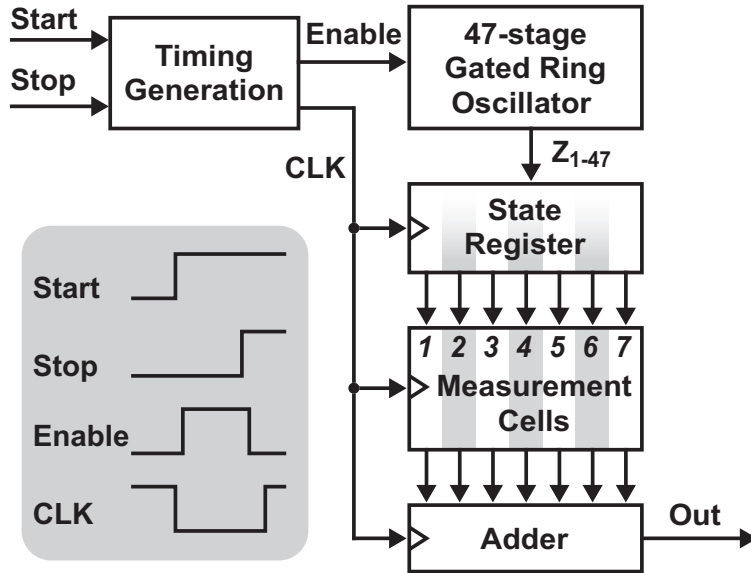 Start
Stop
Timing
Generation
Enable
CLK
47-stage
Gated Ring
Oscillator
Z1-47
State
Register
1 2 3 4 5 6 7
Measurement
Cells
Adder
Out
Start
Stop
Enable
CLK